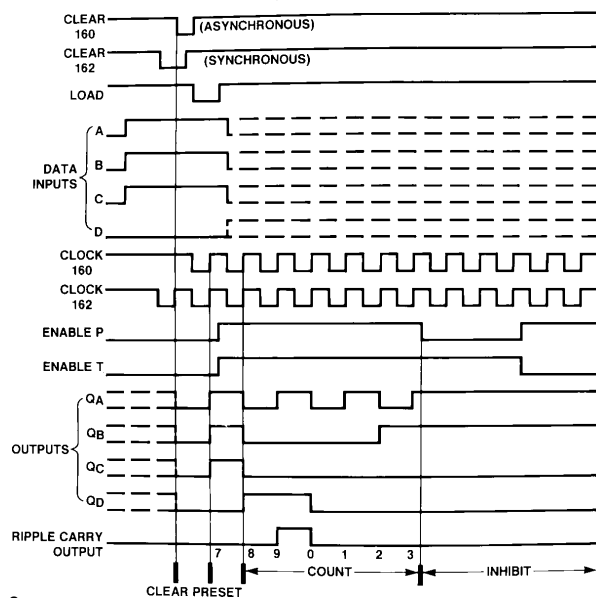 CLEAR
160
(ASYNCHRONOUS)
CLEAR
162
(SYNCHRONOUS)
LOAD
A
B
DATA
INPUTS
C
D
CLOCK
160
CLOCK
162
ENABLE P
ENABLE T
QA
QB
OUTPUTS
QC
QD
RIPPLE CARRY
OUTPUT
7 8 9 0 1 2 3
COUNT INHIBIT
CLEAR PRESET